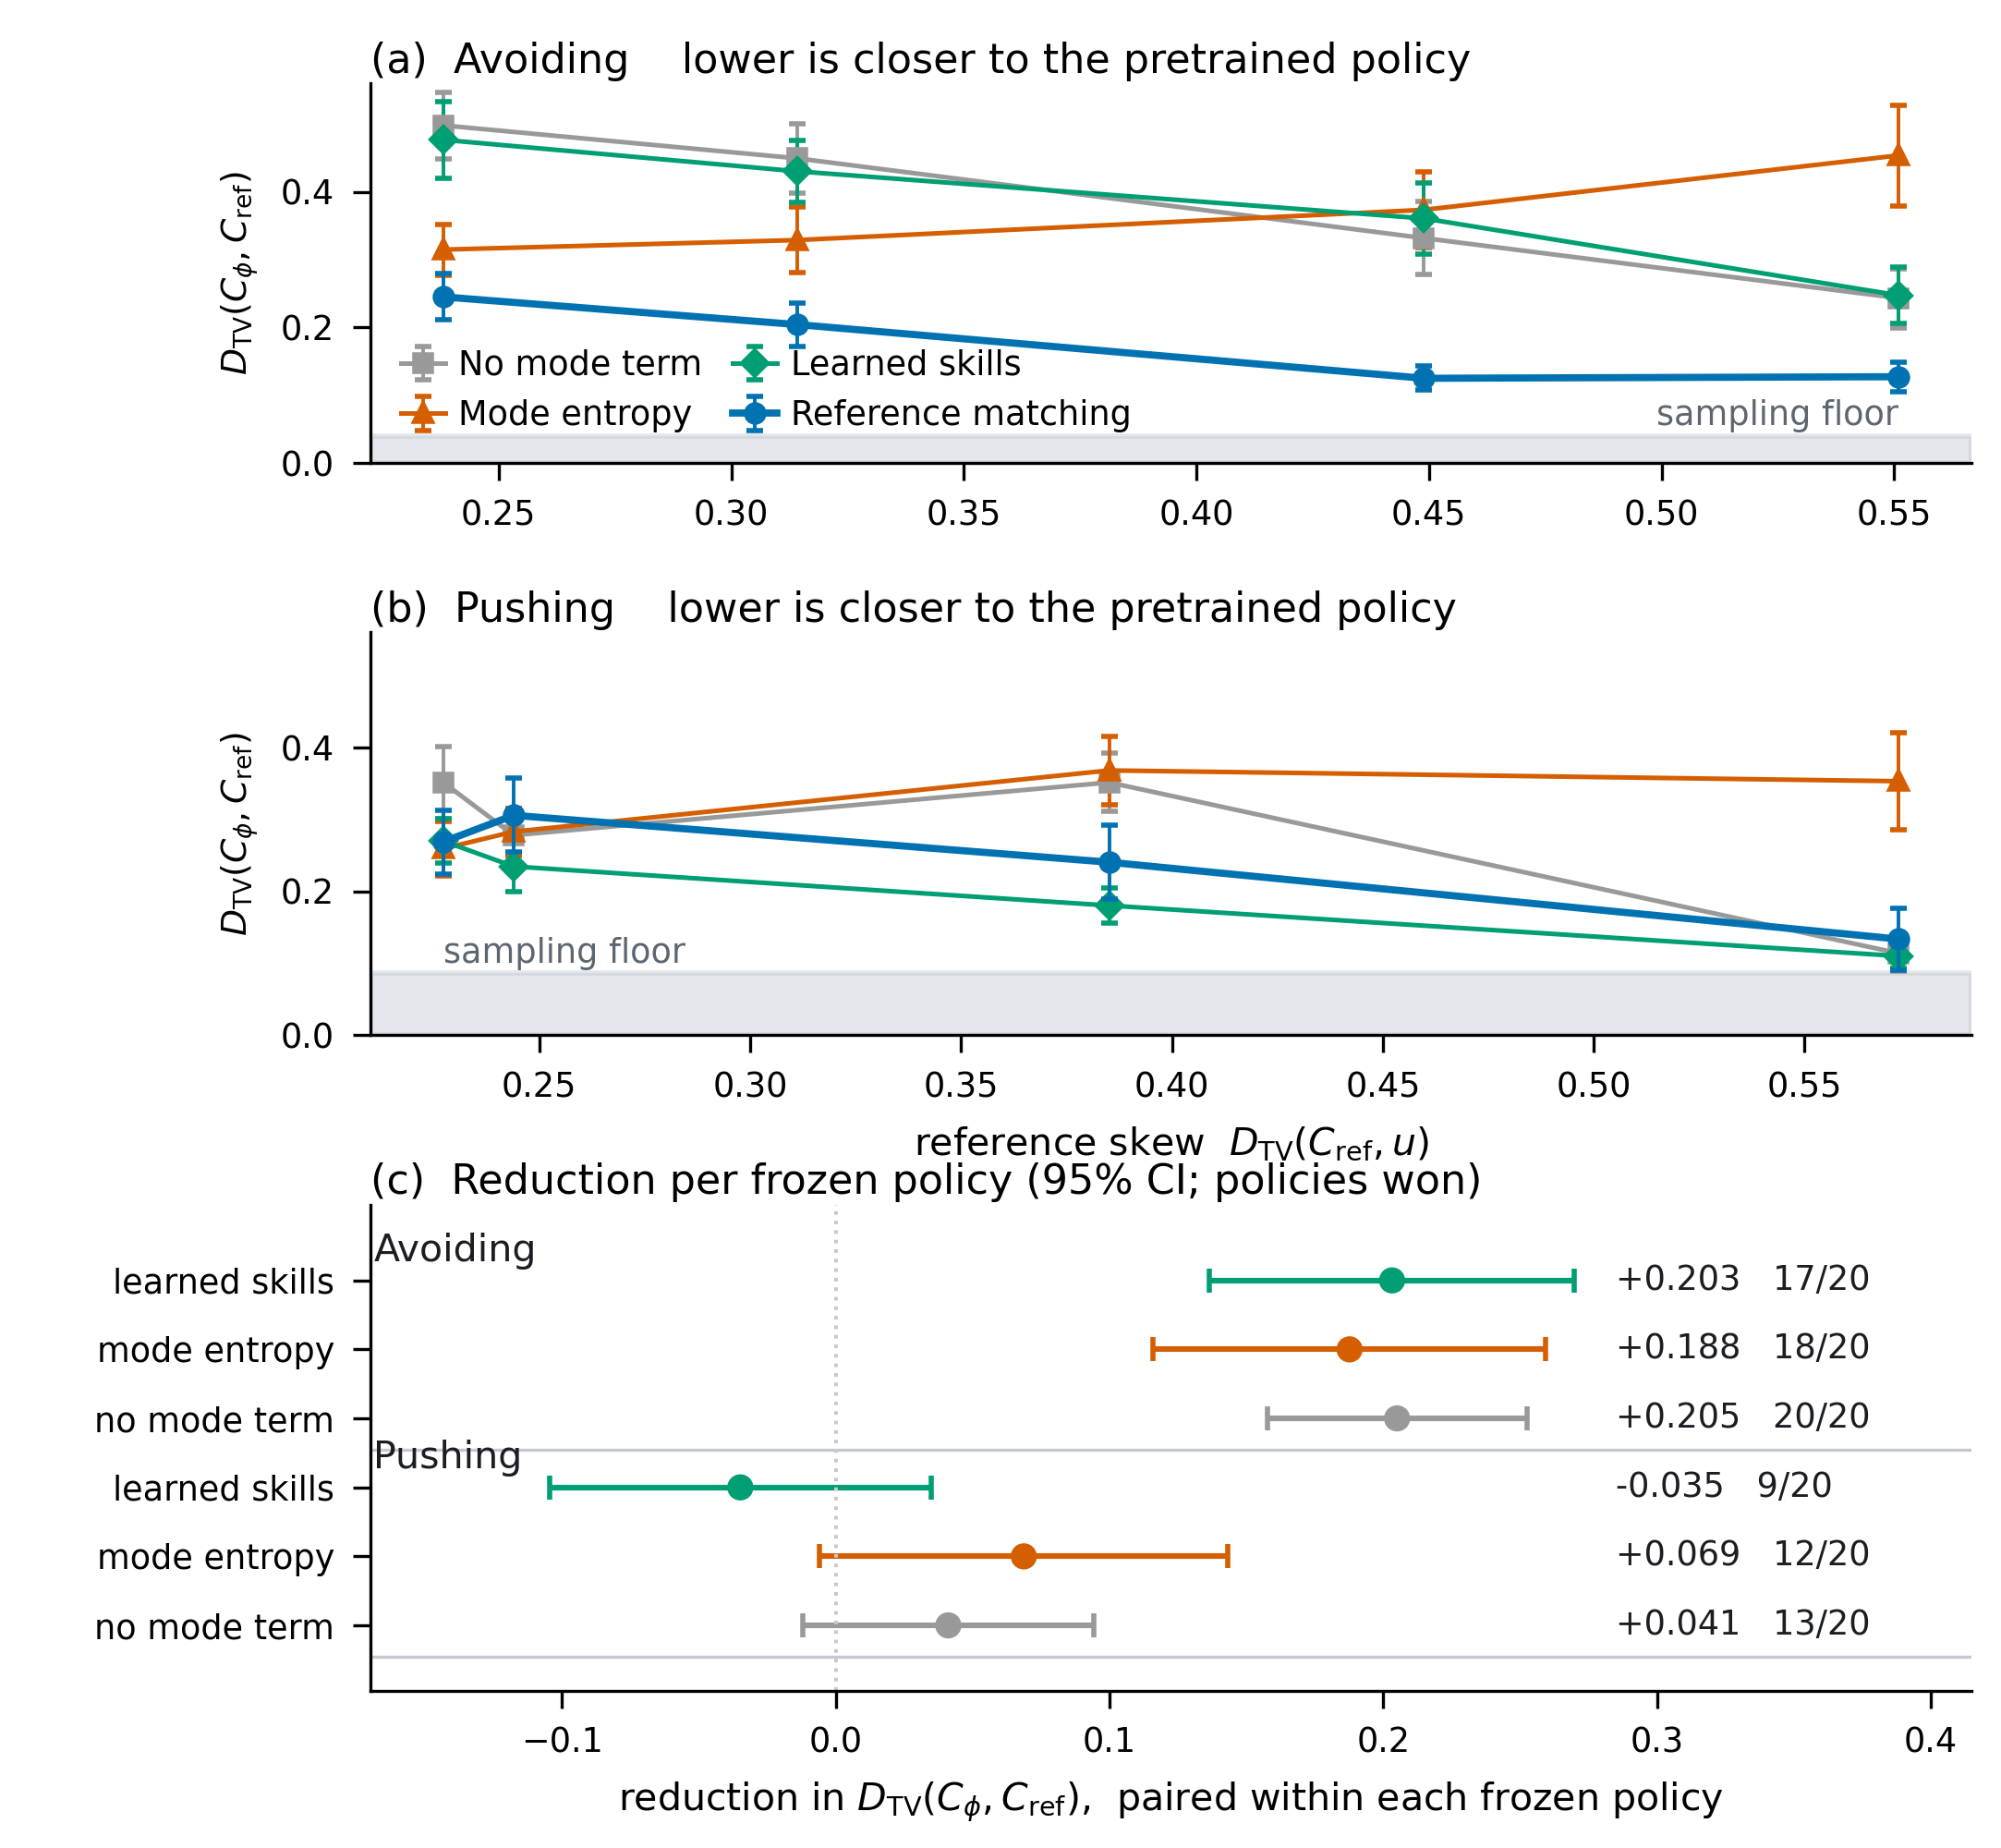 (a) Avoiding lower is closer to the pretrained policy
D_TV(C_ϕ, C_ref)
0.4
0.2
0.0
No mode term
Learned skills
Mode entropy
Reference matching
sampling floor
0.25 0.30 0.35 0.40 0.45 0.50 0.55
(b) Pushing lower is closer to the pretrained policy
D_TV(C_ϕ, C_ref)
0.4
0.2
0.0
sampling floor
0.25 0.30 0.35 0.40 0.45 0.50 0.55
reference skew D_TV(C_ref, u)
(c) Reduction per frozen policy (95% CI; policies won)
Avoiding
learned skills +0.203 17/20
mode entropy +0.188 18/20
no mode term +0.205 20/20
Pushing
learned skills -0.035 9/20
mode entropy +0.069 12/20
no mode term +0.041 13/20
−0.1 0.0 0.1 0.2 0.3 0.4
reduction in D_TV(C_ϕ, C_ref), paired within each frozen policy